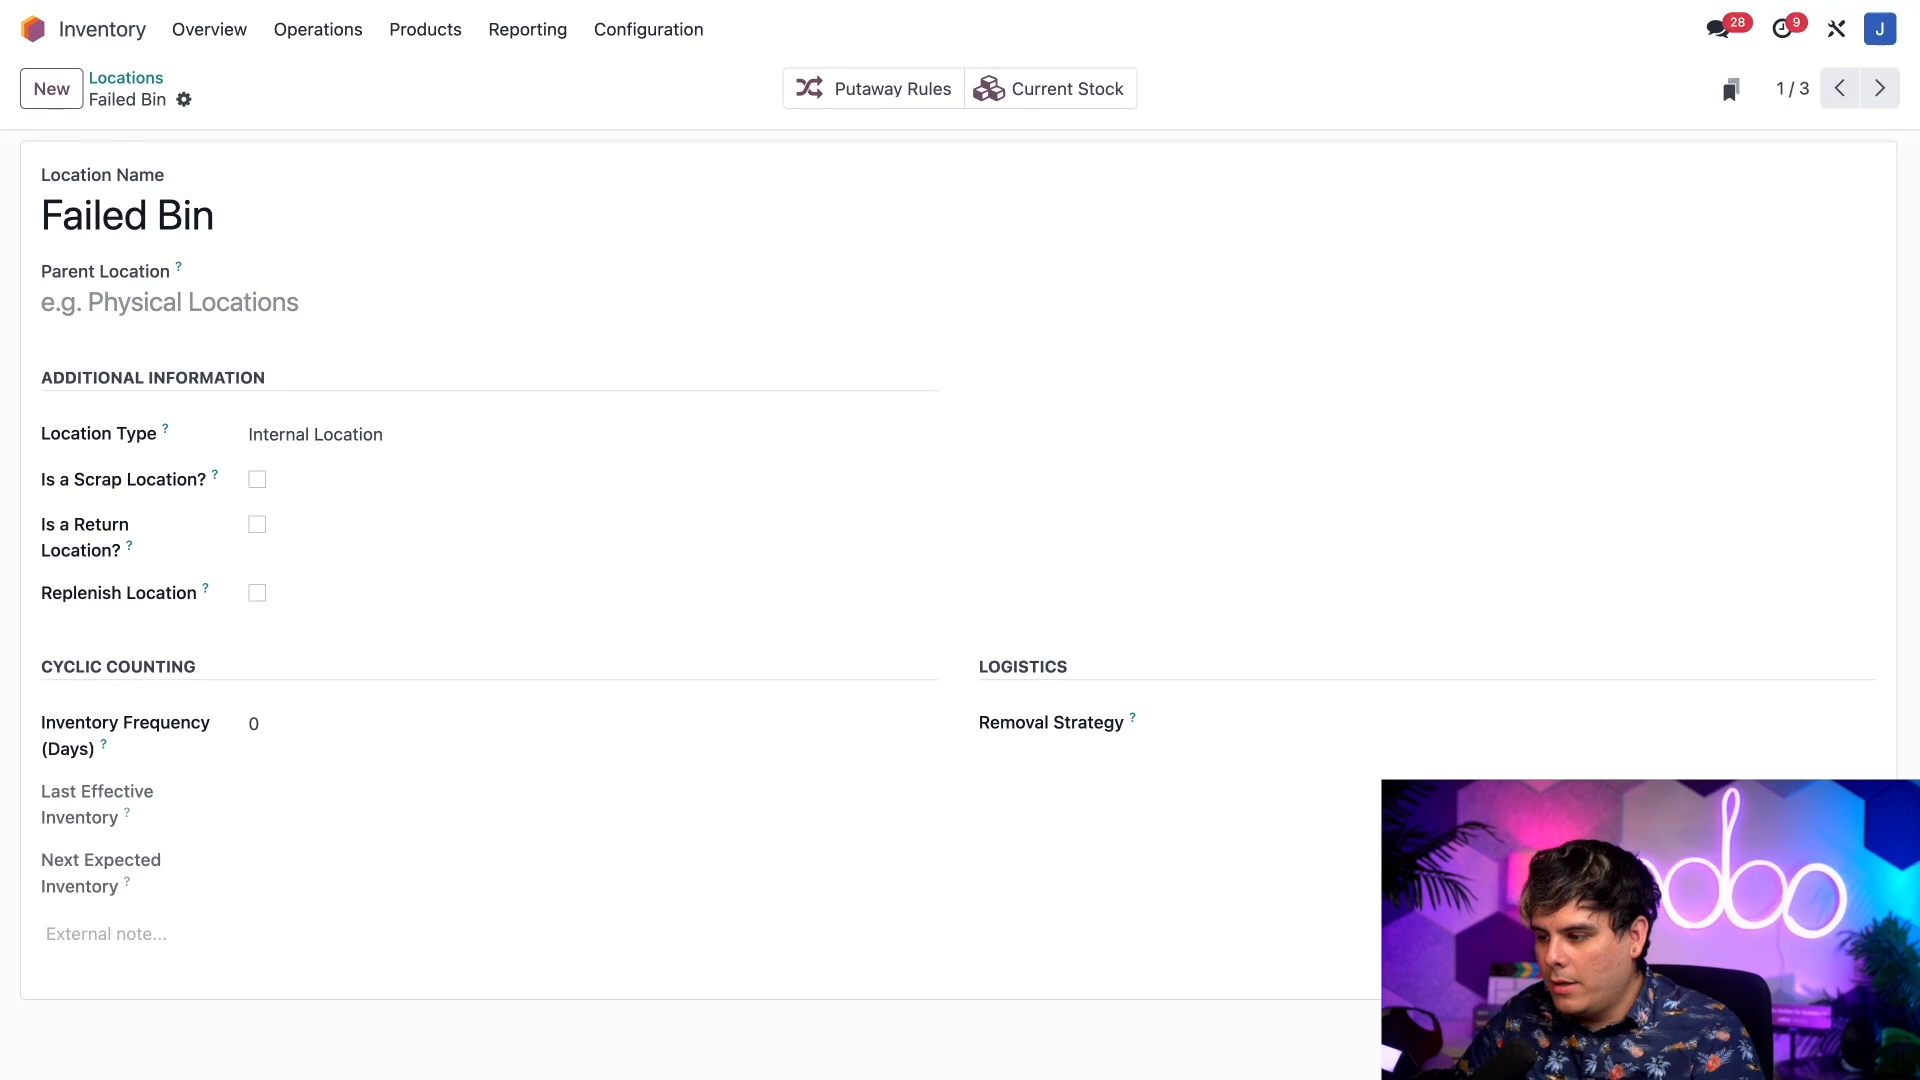 Inventory Overview Operations Products Reporting Configuration 28 9 J
New Locations
Failed Bin
Putaway Rules Current Stock 1 / 3
Location Name
Failed Bin
Parent Location ?
e.g. Physical Locations
ADDITIONAL INFORMATION
Location Type ? Internal Location
Is a Scrap Location? ?
Is a Return
Location? ?
Replenish Location ?
CYCLIC COUNTING
Inventory Frequency 0
(Days) ?
Last Effective
Inventory ?
Next Expected
Inventory ?
External note...
LOGISTICS
Removal Strategy ?
odoo